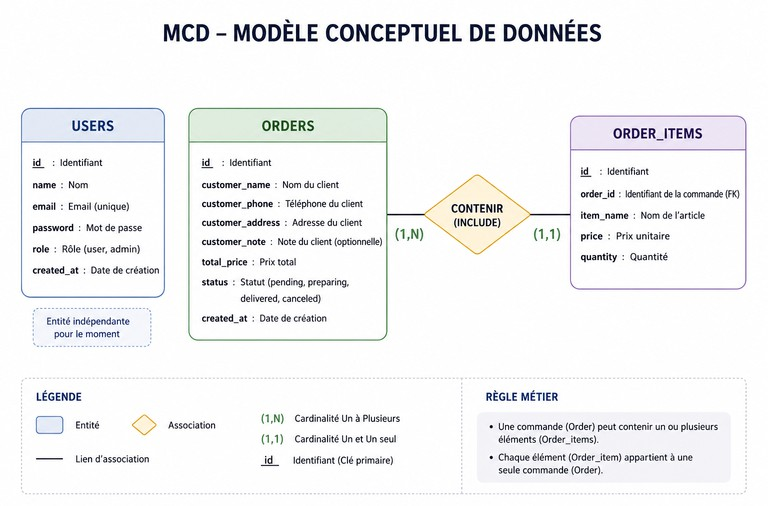 MCD – MODÈLE CONCEPTUEL DE DONNÉES
USERS
id : Identifiant
name : Nom
email : Email (unique)
password : Mot de passe
role : Rôle (user, admin)
created_at : Date de création
Entité indépendante
pour le moment
ORDERS
id : Identifiant
customer_name : Nom du client
customer_phone : Téléphone du client
customer_address : Adresse du client
customer_note : Note du client (optionnelle)
total_price : Prix total
status : Statut (pending, preparing,
delivered, canceled)
created_at : Date de création
(1,N)
CONTENIR
(INCLUDE)
(1,1)
ORDER_ITEMS
id : Identifiant
order_id : Identifiant de la commande (FK)
item_name : Nom de l'article
price : Prix unitaire
quantity : Quantité
LÉGENDE
Entité
Association
Lien d'association
(1,N) Cardinalité Un à Plusieurs
(1,1) Cardinalité Un et Un seul
id Identifiant (Clé primaire)
RÈGLE MÉTIER
• Une commande (Order) peut contenir un ou plusieurs
éléments (Order_items).
• Chaque élément (Order_item) appartient à une
seule commande (Order).